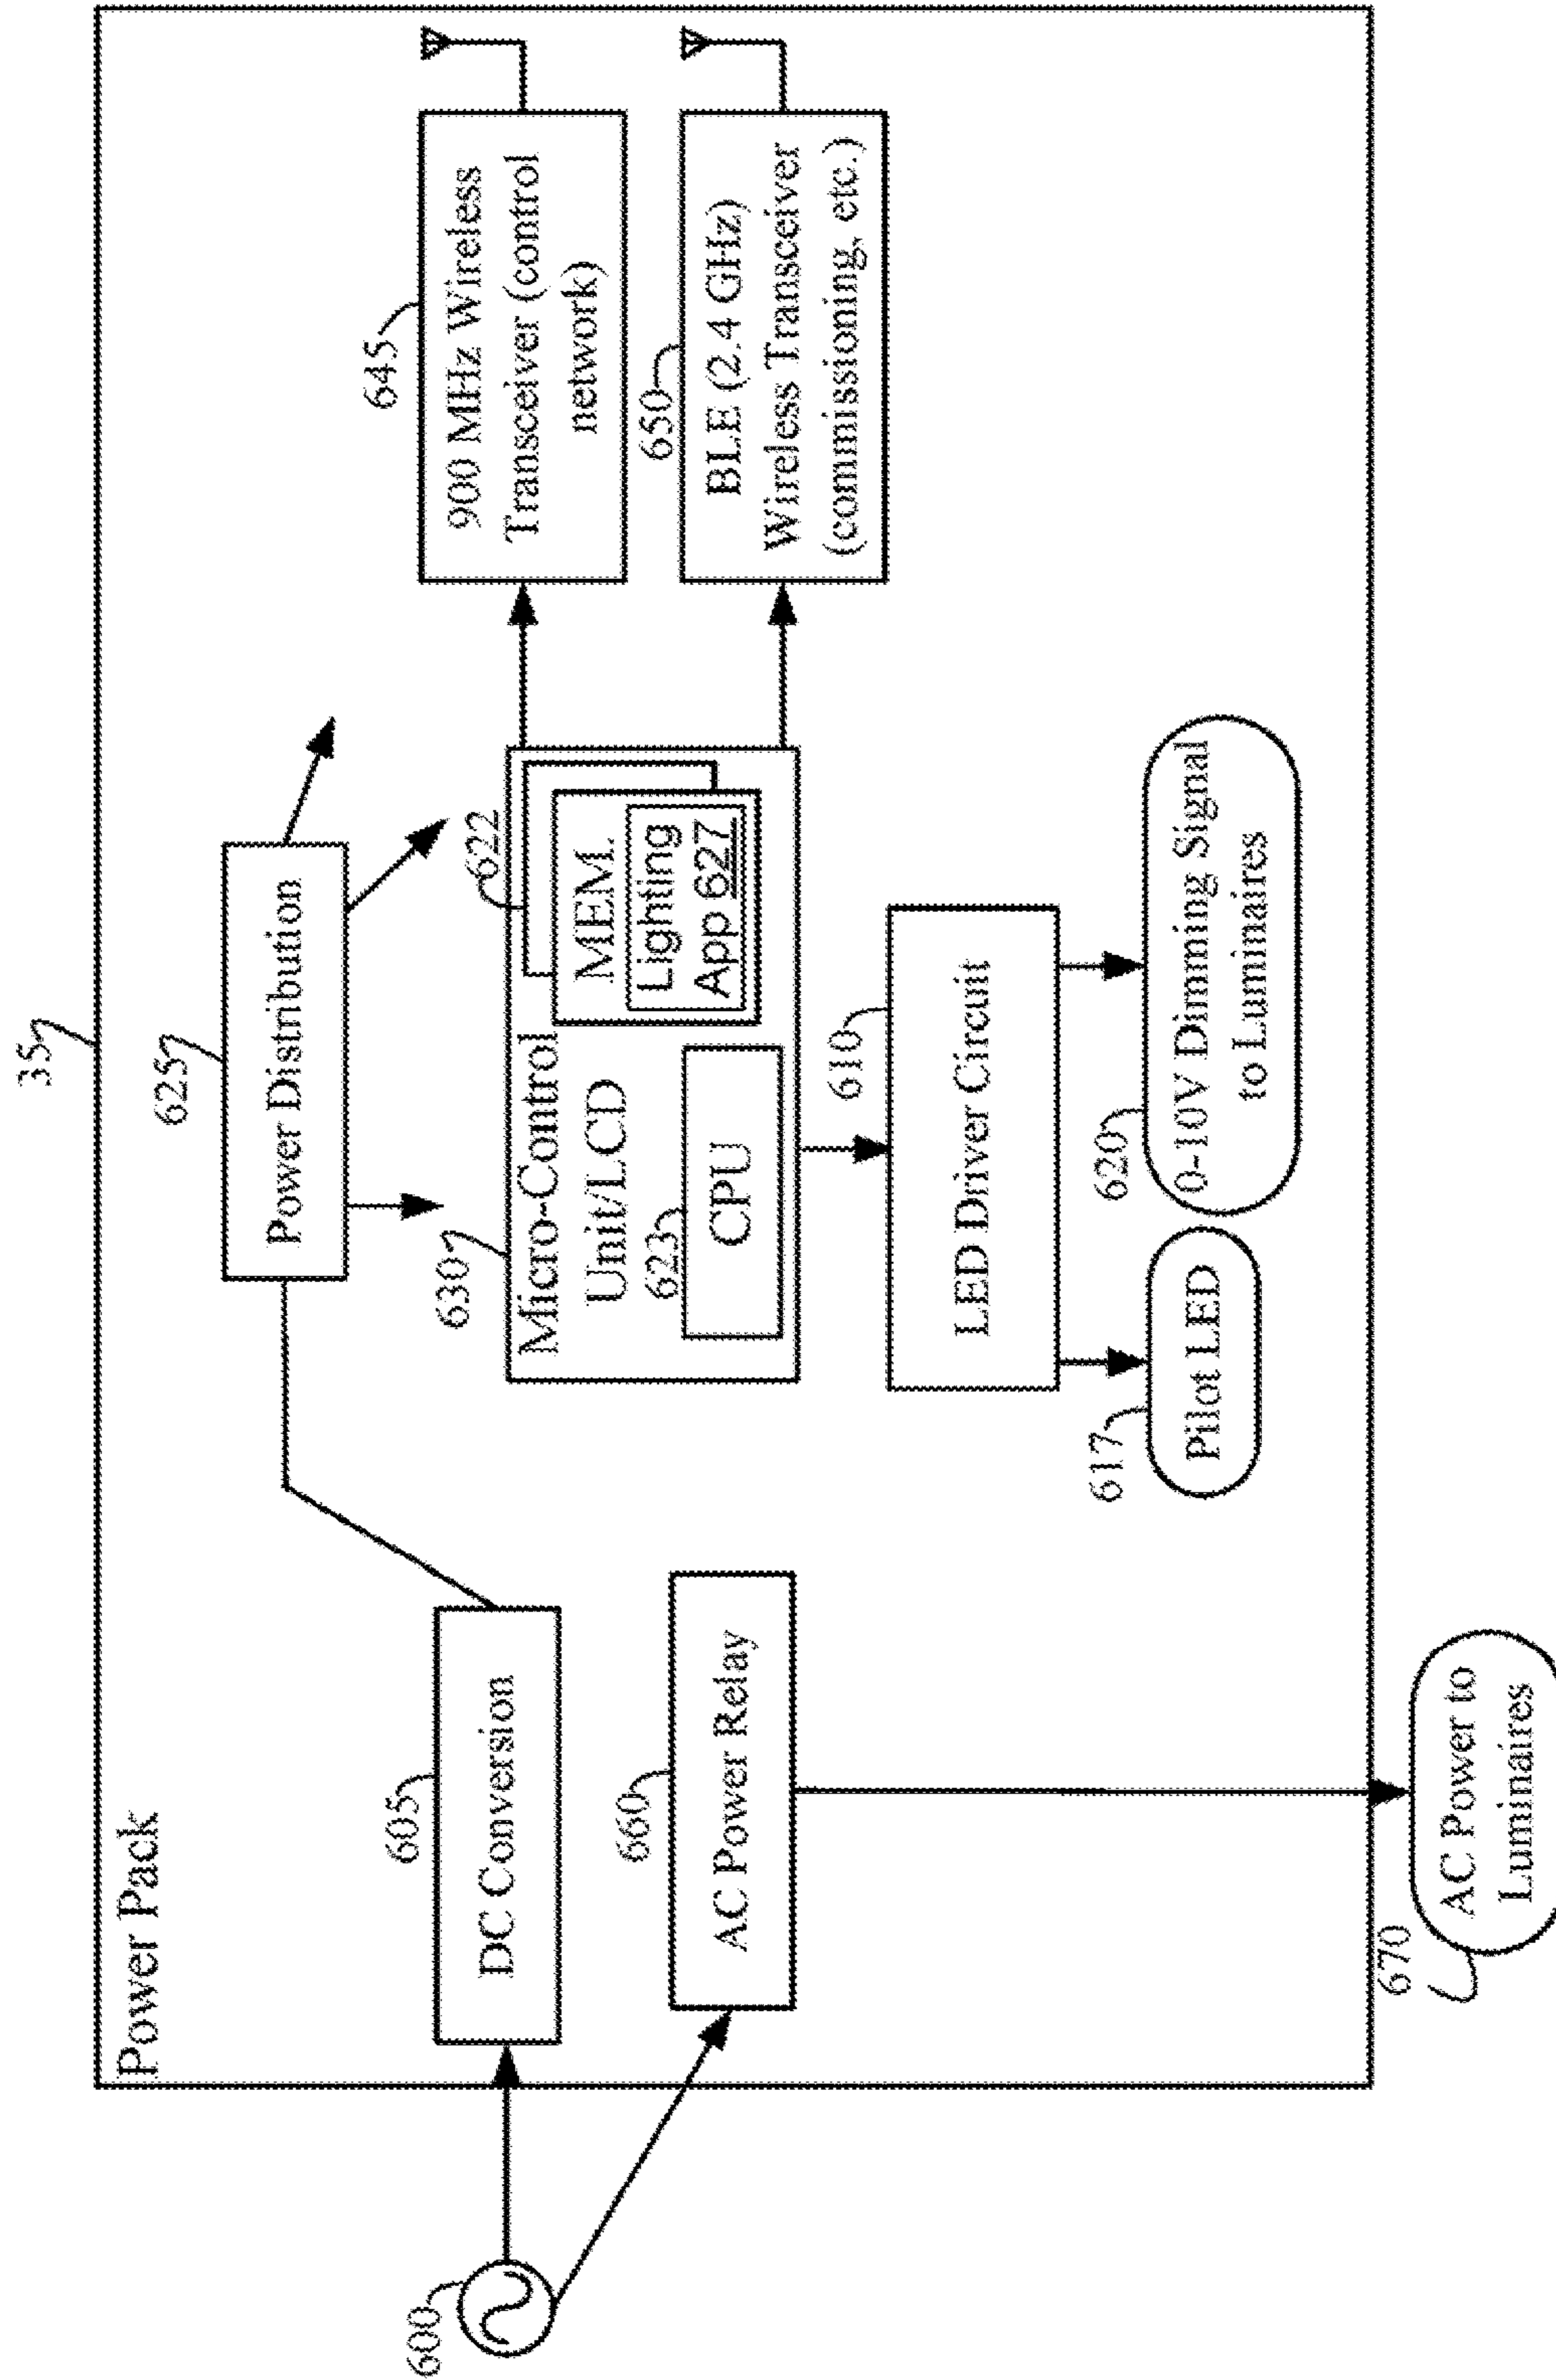 35
Power Pack
625
Power Distribution
600
605
DC Conversion
660
AC Power Relay
670
AC Power to
Luminaires
630
Micro-Control
Unit/LCD
623
CPU
622
MEM.
Lighting
App 627
645
900 MHz Wireless
Transceiver (control
network)
650
BLE (2.4 GHz)
Wireless Transceiver
(commissioning, etc.)
610
LED Driver Circuit
617
Pilot LED
620
0-10V Dimming Signal
to Luminaires